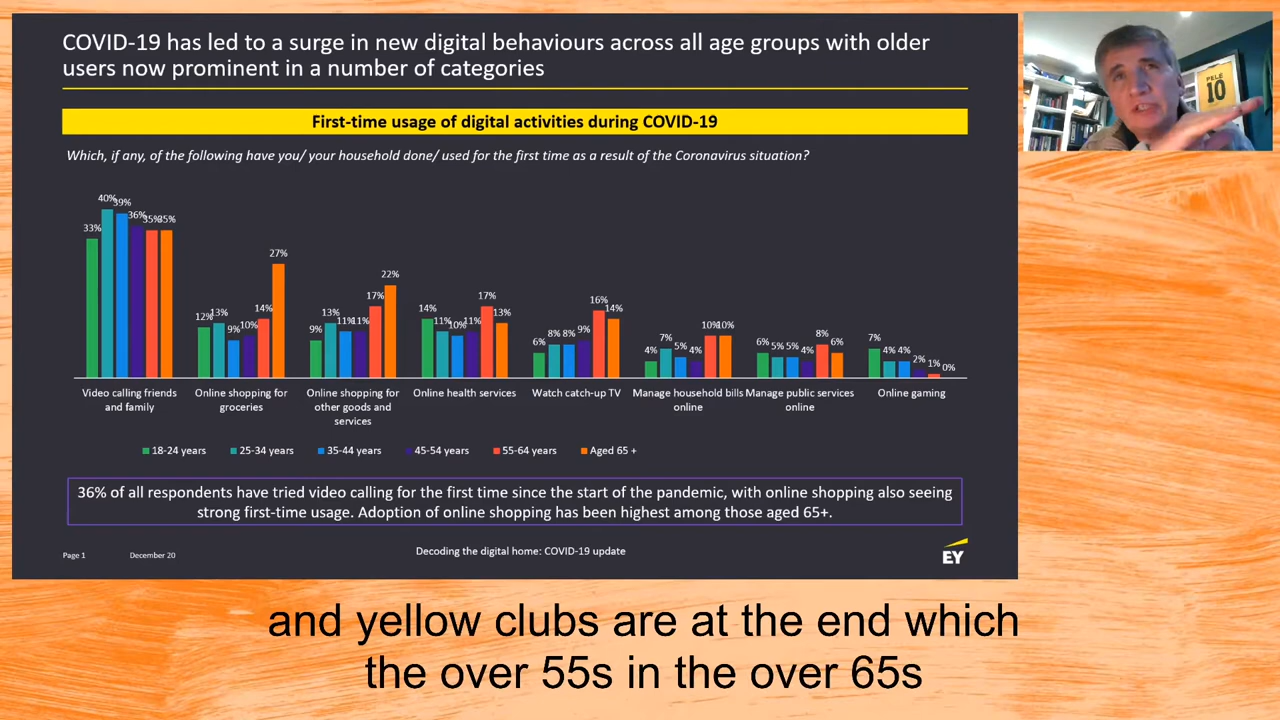 COVID-19 has led to a surge in new digital behaviours across all age groups with older
users now prominent in a number of categories
First-time usage of digital activities during COVID-19
Which, if any, of the following have you/ your household done/ used for the first time as a result of the Coronavirus situation?
33% 40% 39% 36% 35% 35%
12% 13% 9% 10% 14% 27%
9% 13% 11% 11% 17% 22%
14% 11% 10% 11% 17% 13%
6% 8% 8% 9% 16% 14%
4% 7% 5% 4% 10% 10%
6% 5% 5% 4% 8% 6%
7% 4% 4% 2% 1% 0%
Video calling friends
and family
Online shopping for
groceries
Online shopping for
other goods and
services
Online health services
Watch catch-up TV
Manage household bills
online
Manage public services
online
Online gaming
18-24 years 25-34 years 35-44 years 45-54 years 55-64 years Aged 65 +
36% of all respondents have tried video calling for the first time since the start of the pandemic, with online shopping also seeing
strong first-time usage. Adoption of online shopping has been highest among those aged 65+.
Page 1 December 20 Decoding the digital home: COVID-19 update
EY
PELÉ
10
and yellow clubs are at the end which
the over 55s in the over 65s